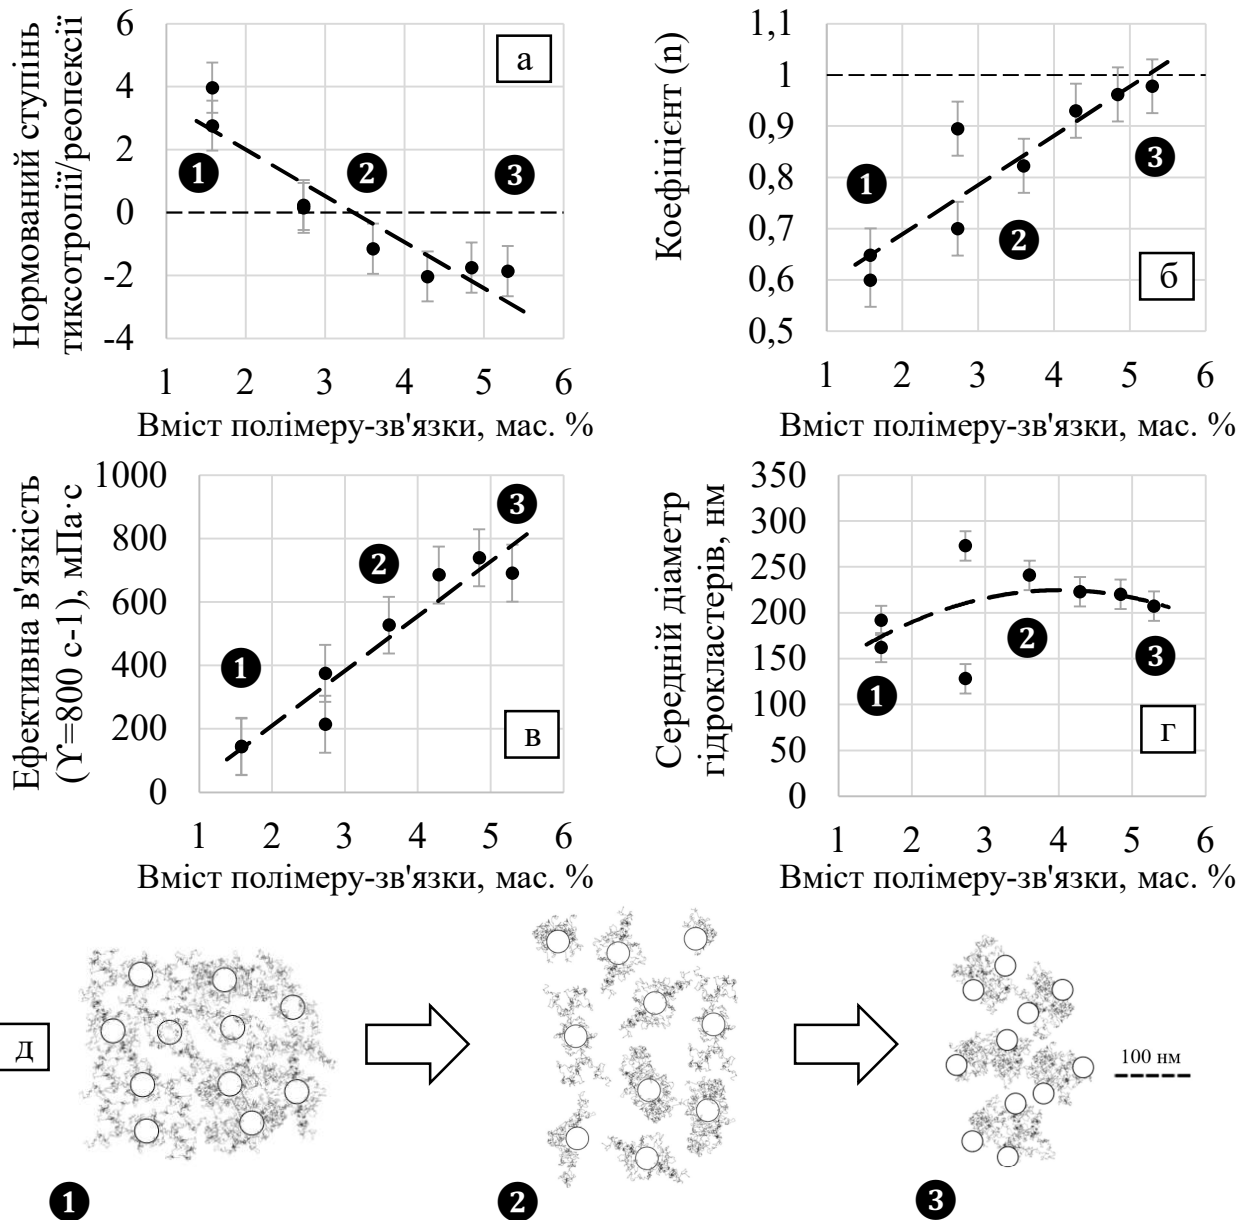 Нормований ступінь
тиксотропії/реопексії
6
4
2
0
-2
-4
а
1
2
3
1 2 3 4 5 6
Вміст полімеру-зв'язки, мас. %
Коефіцієнт (n)
1,1
1
0,9
0,8
0,7
0,6
0,5
1
2
3
б
1 2 3 4 5 6
Вміст полімеру-зв'язки, мас. %
Ефективна в'язкість
(ϒ=800 с-1), мПа·с
1000
800
600
400
200
0
1
2
3
в
1 2 3 4 5 6
Вміст полімеру-зв'язки, мас. %
Середній діаметр
гідрокластерів, нм
350
300
250
200
150
100
50
0
1
2
3
г
1 2 3 4 5 6
Вміст полімеру-зв'язки, мас. %
д
100 нм
1
2
3